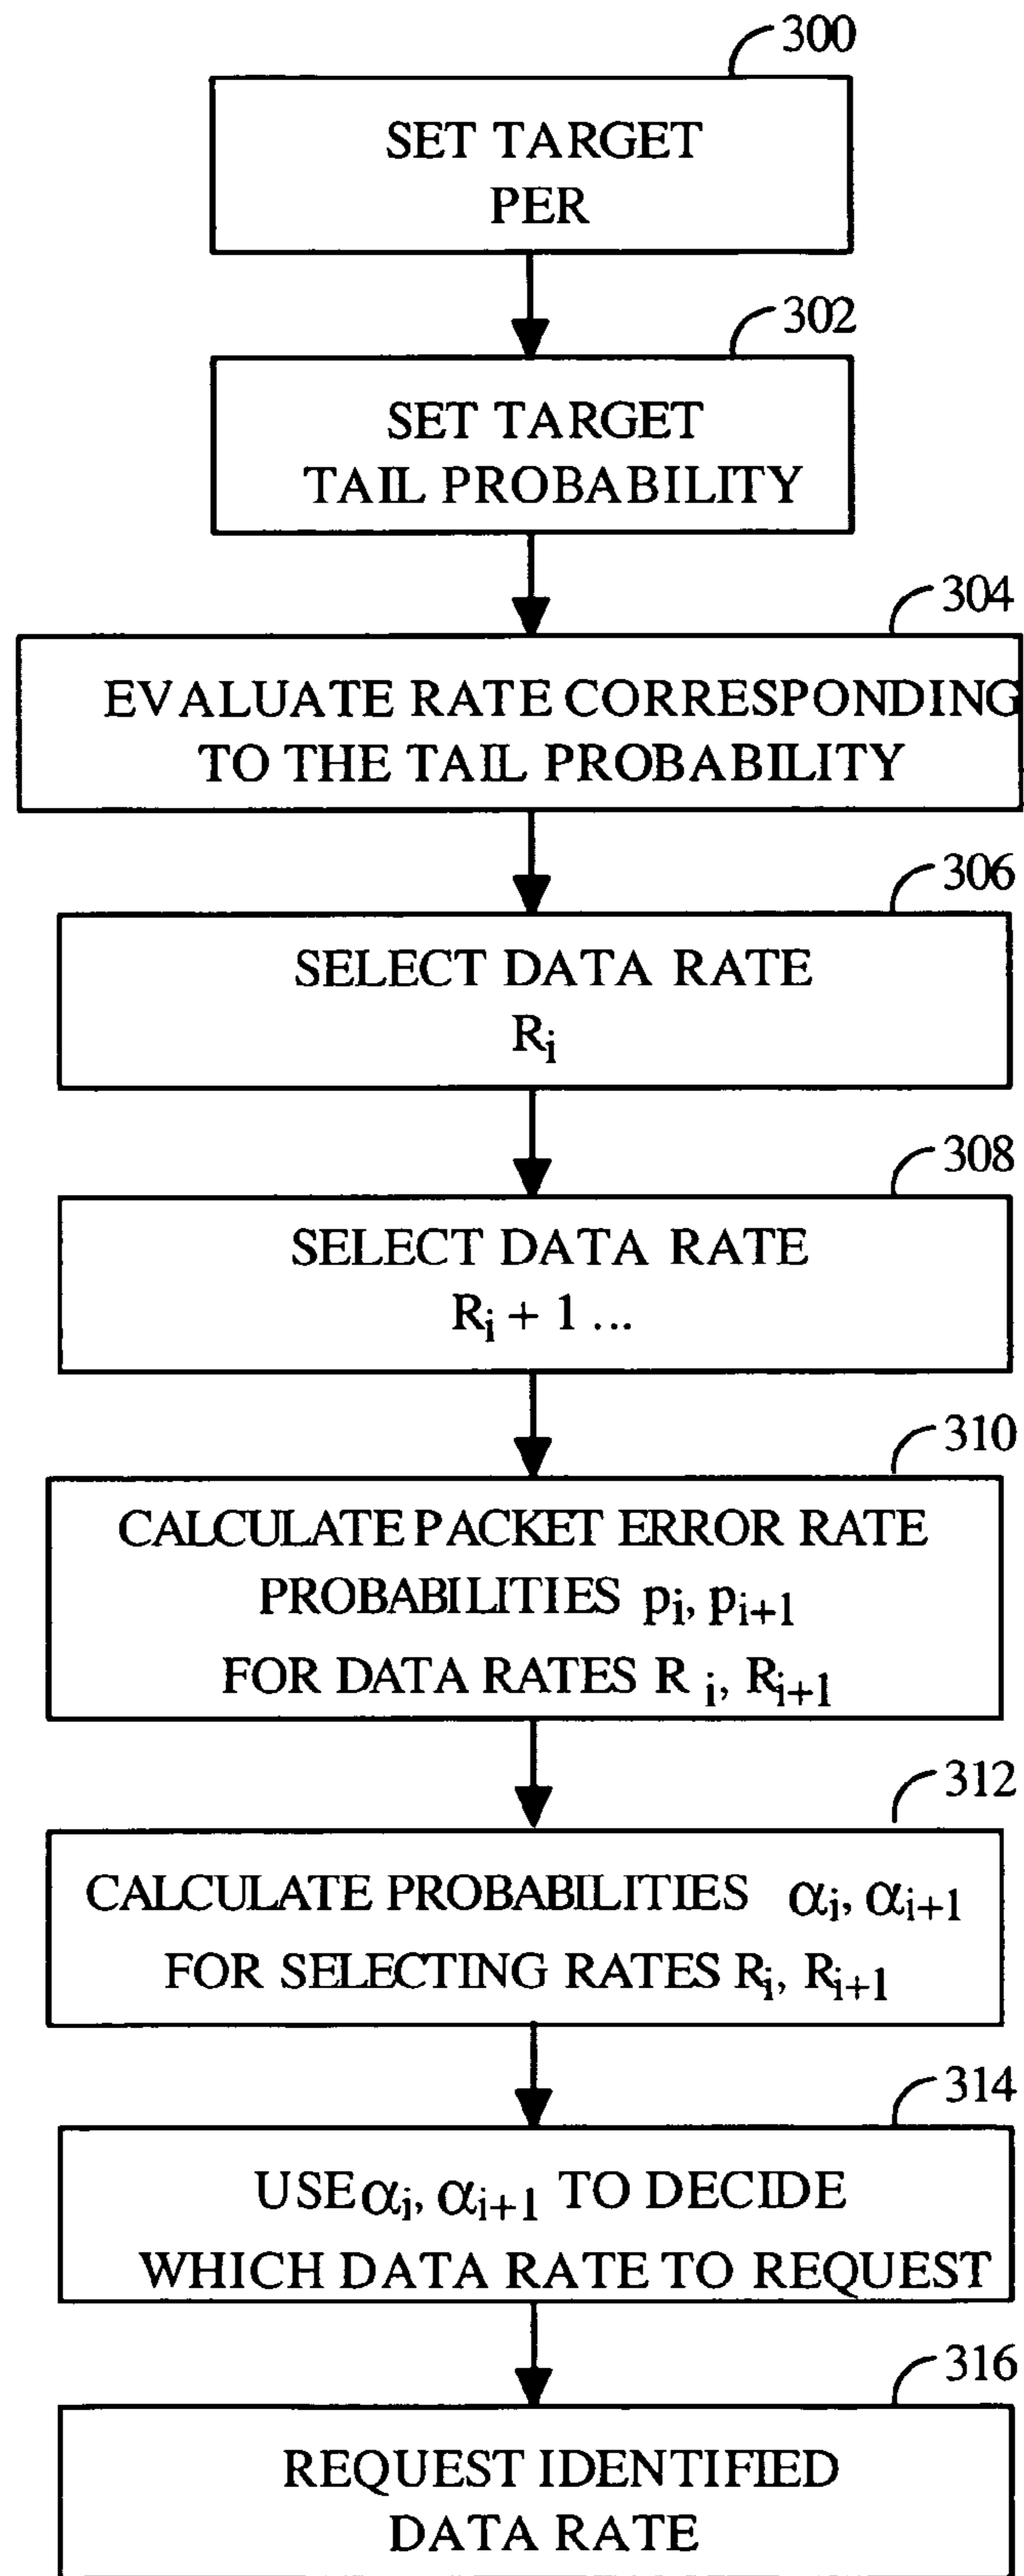 300
SET TARGET
PER
302
SET TARGET
TAIL PROBABILITY
304
EVALUATE RATE CORRESPONDING
TO THE TAIL PROBABILITY
306
SELECT DATA RATE
Rᵢ
308
SELECT DATA RATE
Rᵢ + 1 ...
310
CALCULATE PACKET ERROR RATE
PROBABILITIES pᵢ, pᵢ₊₁
FOR DATA RATES R ᵢ, Rᵢ₊₁
312
CALCULATE PROBABILITIES αᵢ, αᵢ₊₁
FOR SELECTING RATES Rᵢ, Rᵢ₊₁
314
USE αᵢ, αᵢ₊₁ TO DECIDE
WHICH DATA RATE TO REQUEST
316
REQUEST IDENTIFIED
DATA RATE